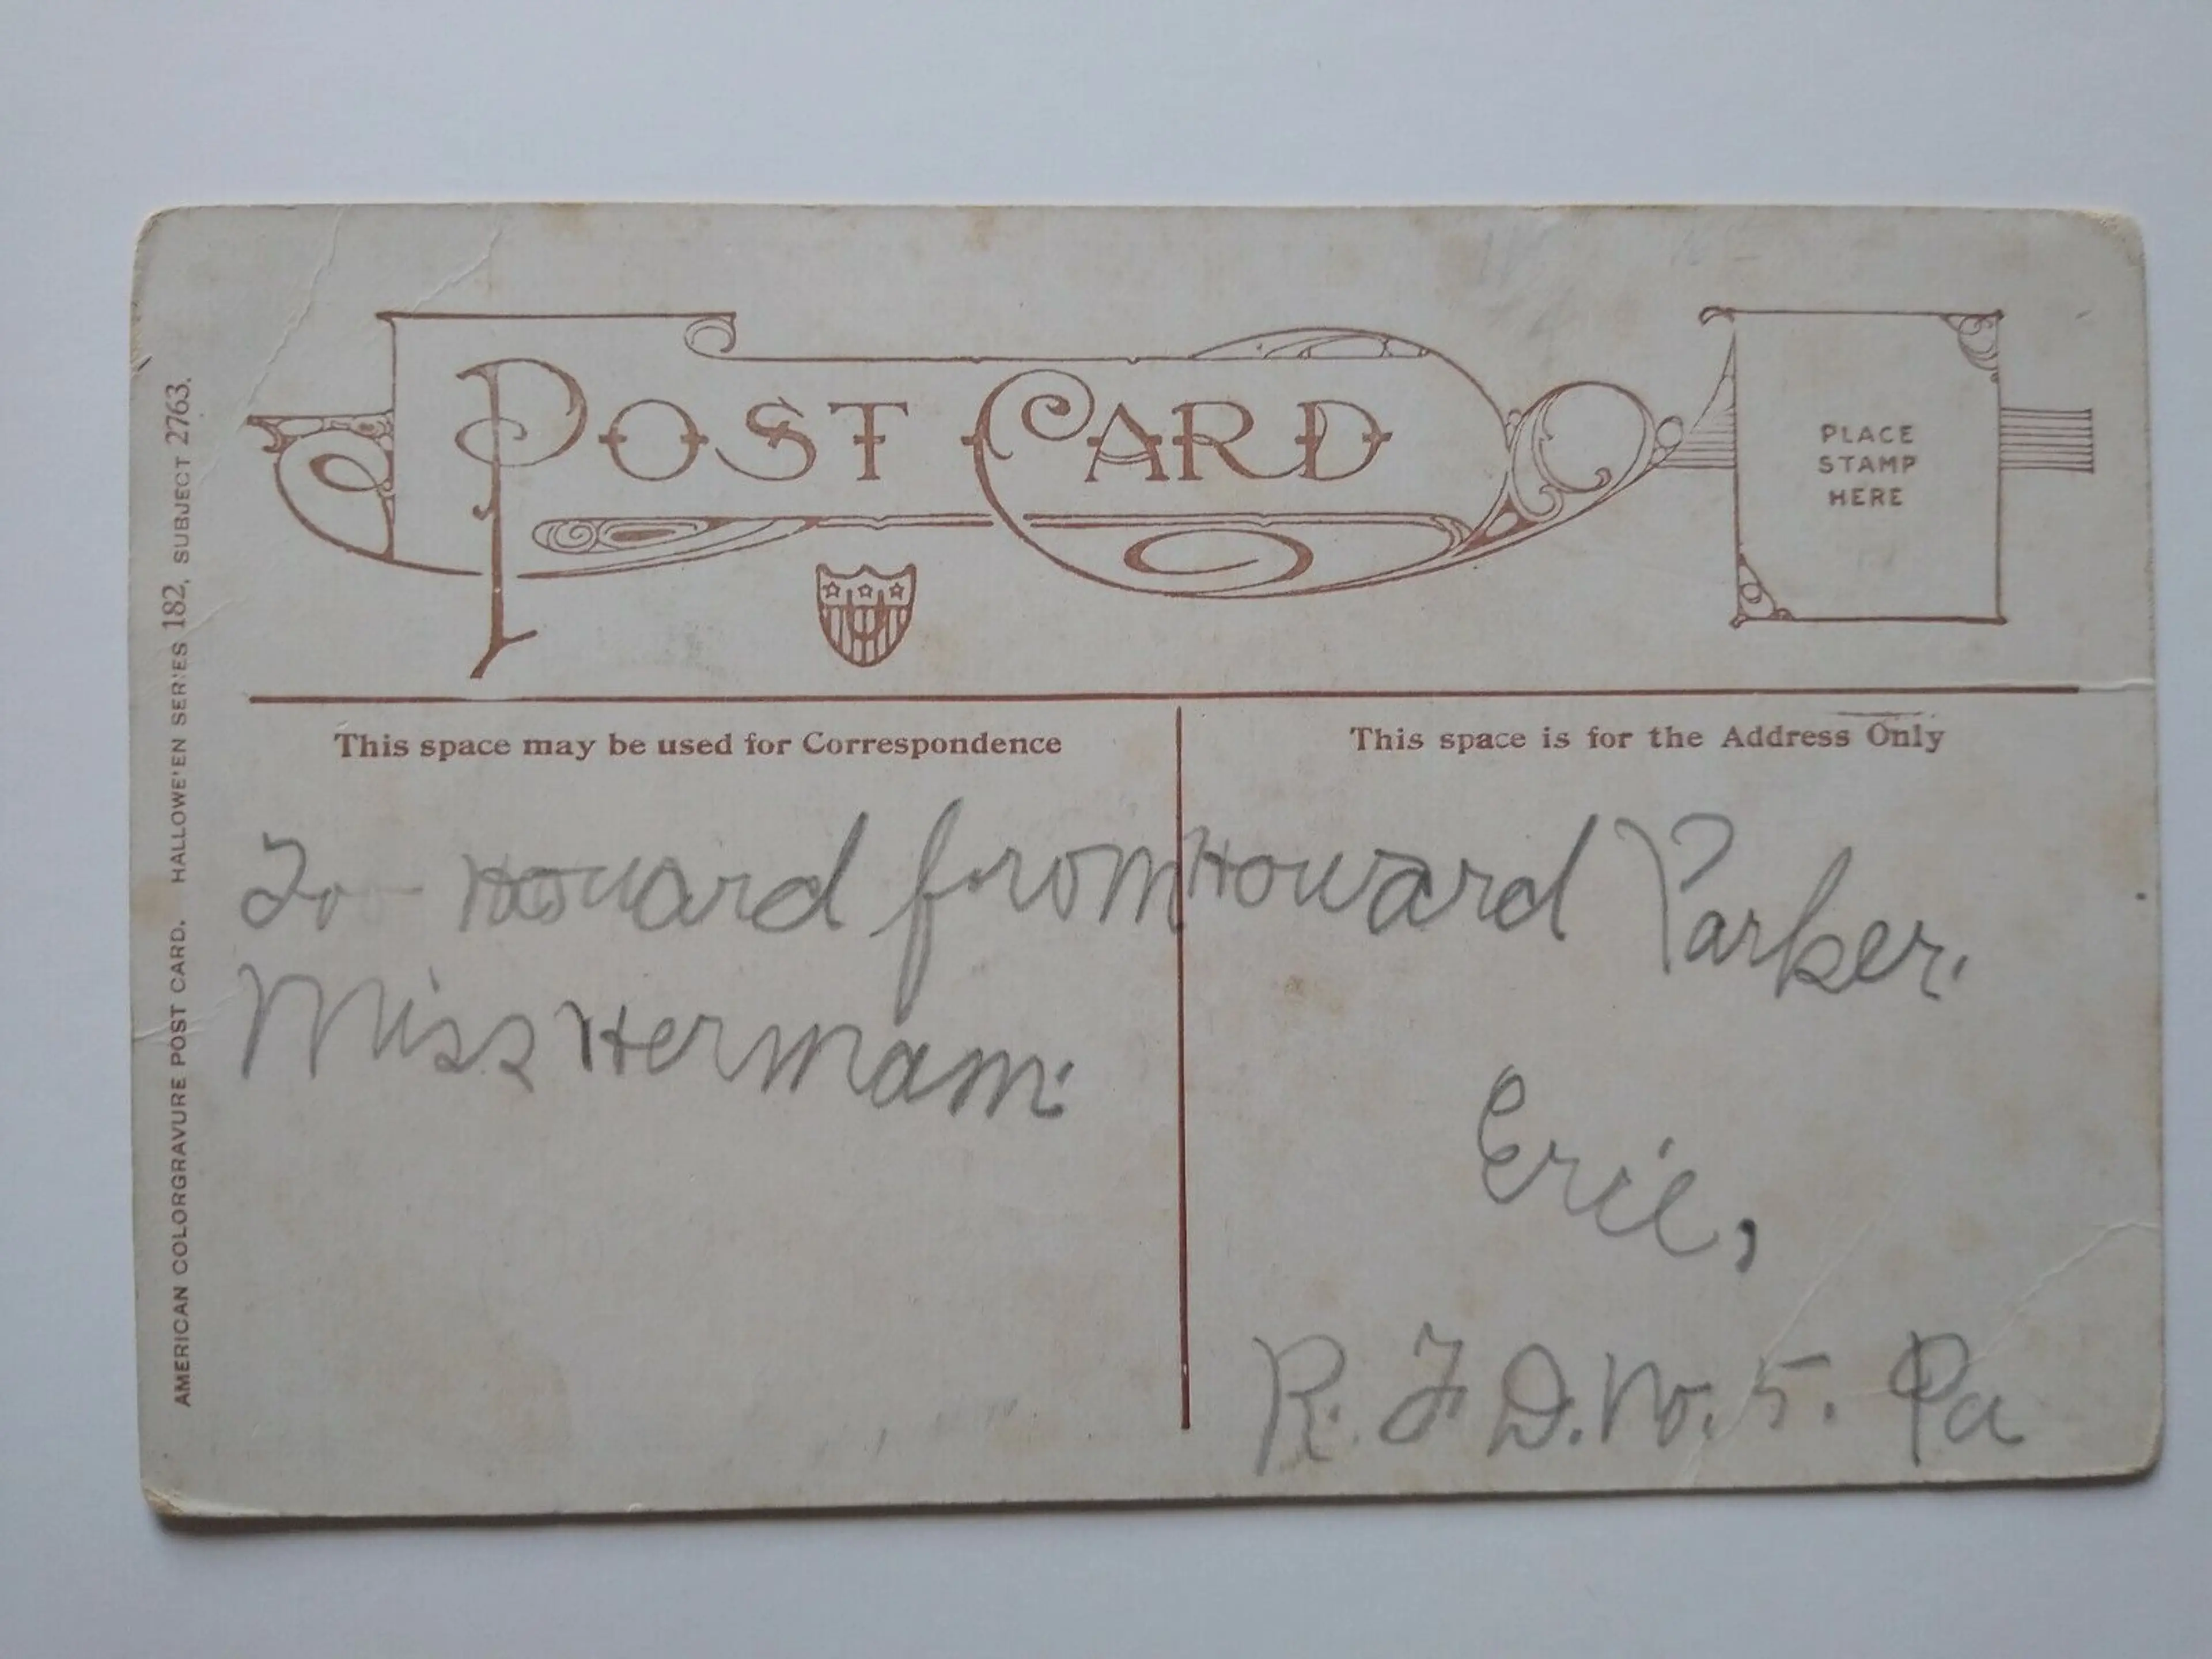 POST CARD
PLACE
STAMP
HERE
This space may be used for Correspondence
This space is for the Address Only
To Howard from
Miss Hermam.
Howard Parker.
Erie,
R. F. D. No. 5. Pa
AMERICAN COLORGRAVURE POST CARD. HALLOWE'EN SERIES 182, SUBJECT 2763.